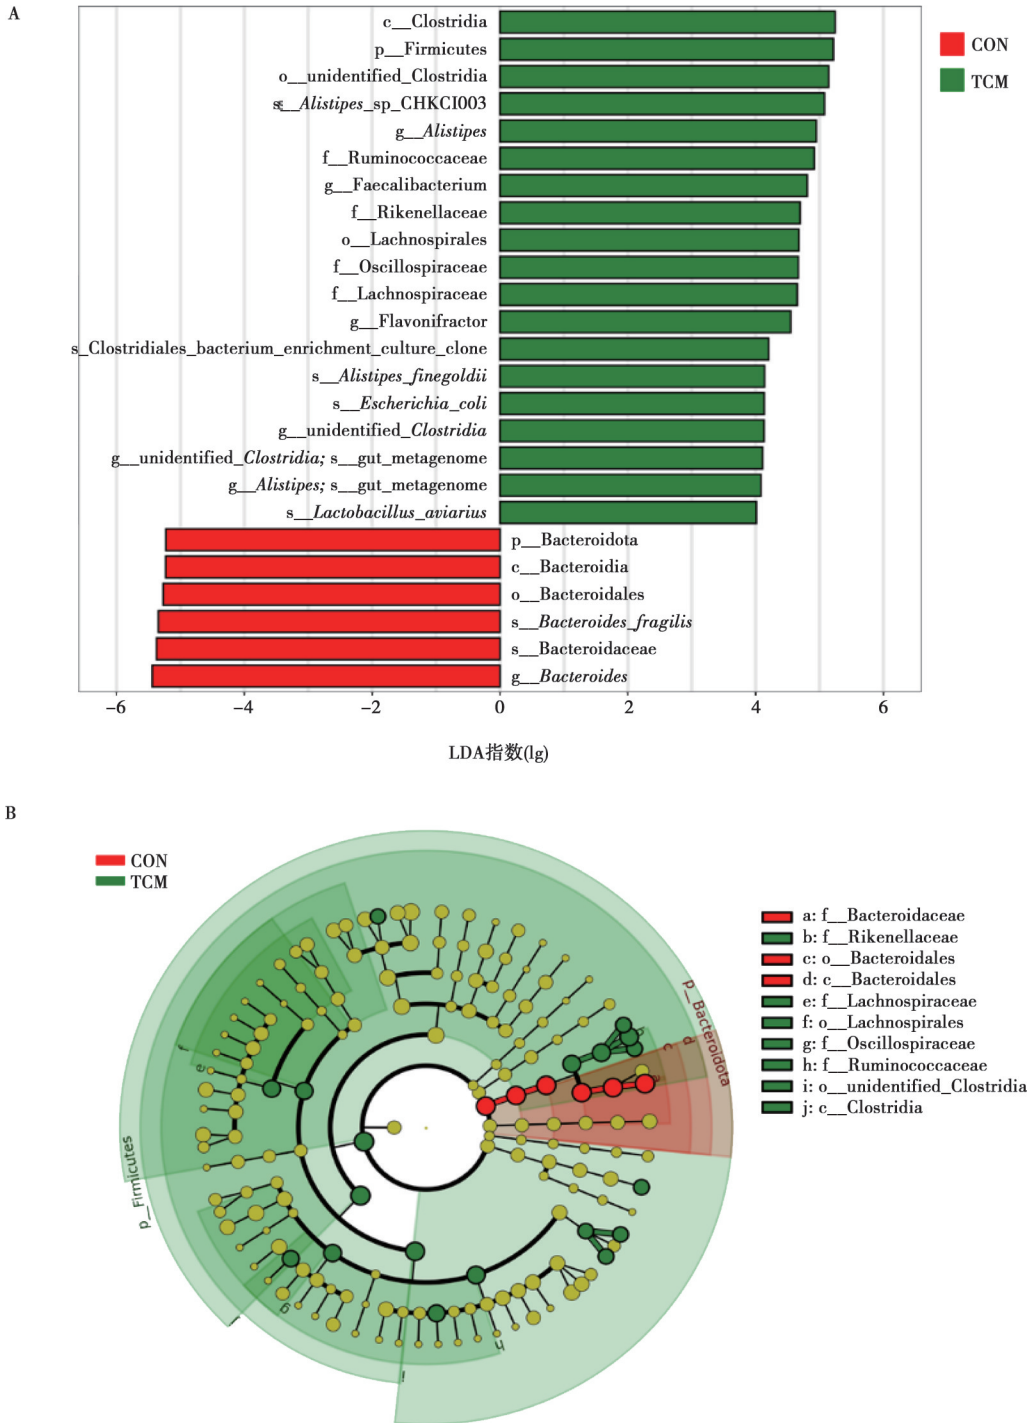 A
c__Clostridia
p__Firmicutes
o__unidentified_Clostridia
s__Alistipes_sp_CHKCI003
g__Alistipes
f__Ruminococcaceae
g__Faecalibacterium
f__Rikenellaceae
o__Lachnospirales
f__Oscillospiraceae
f__Lachnospiraceae
g__Flavonifractor
s_Clostridiales_bacterium_enrichment_culture_clone
s__Alistipes_finegoldii
s__Escherichia_coli
g__unidentified_Clostridia
g__unidentified_Clostridia; s__gut_metagenome
g__Alistipes; s__gut_metagenome
s__Lactobacillus_aviarius
p__Bacteroidota
c__Bacteroidia
o__Bacteroidales
s__Bacteroides_fragilis
s__Bacteroidaceae
g__Bacteroides
CON
TCM
−6 −4 −2 0 2 4 6
LDA指数(lg)
B
CON
TCM
a: f__Bacteroidaceae
b: f__Rikenellaceae
c: o__Bacteroidales
d: c__Bacteroidales
e: f__Lachnospiraceae
f: o__Lachnospirales
g: f__Oscillospiraceae
h: f__Ruminococcaceae
i: o__unidentified_Clostridia
j: c__Clostridia
p__Bacteroidota
p__Firmicutes
f
e
g
h
i
c
d